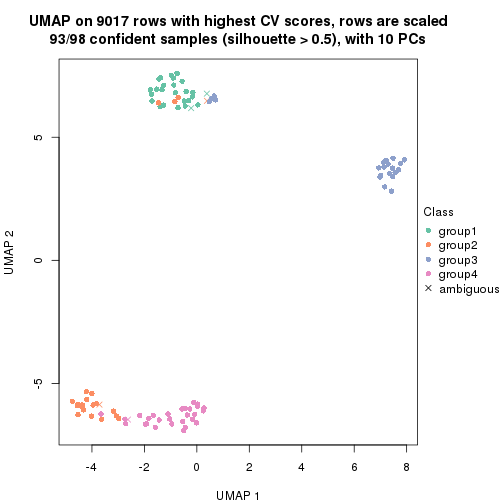 UMAP on 9017 rows with highest CV scores, rows are scaled
93/98 confident samples (silhouette > 0.5), with 10 PCs
5
0
-5
UMAP 2
-4
-2
0
2
4
6
8
UMAP 1
Class
group1
group2
group3
group4
ambiguous